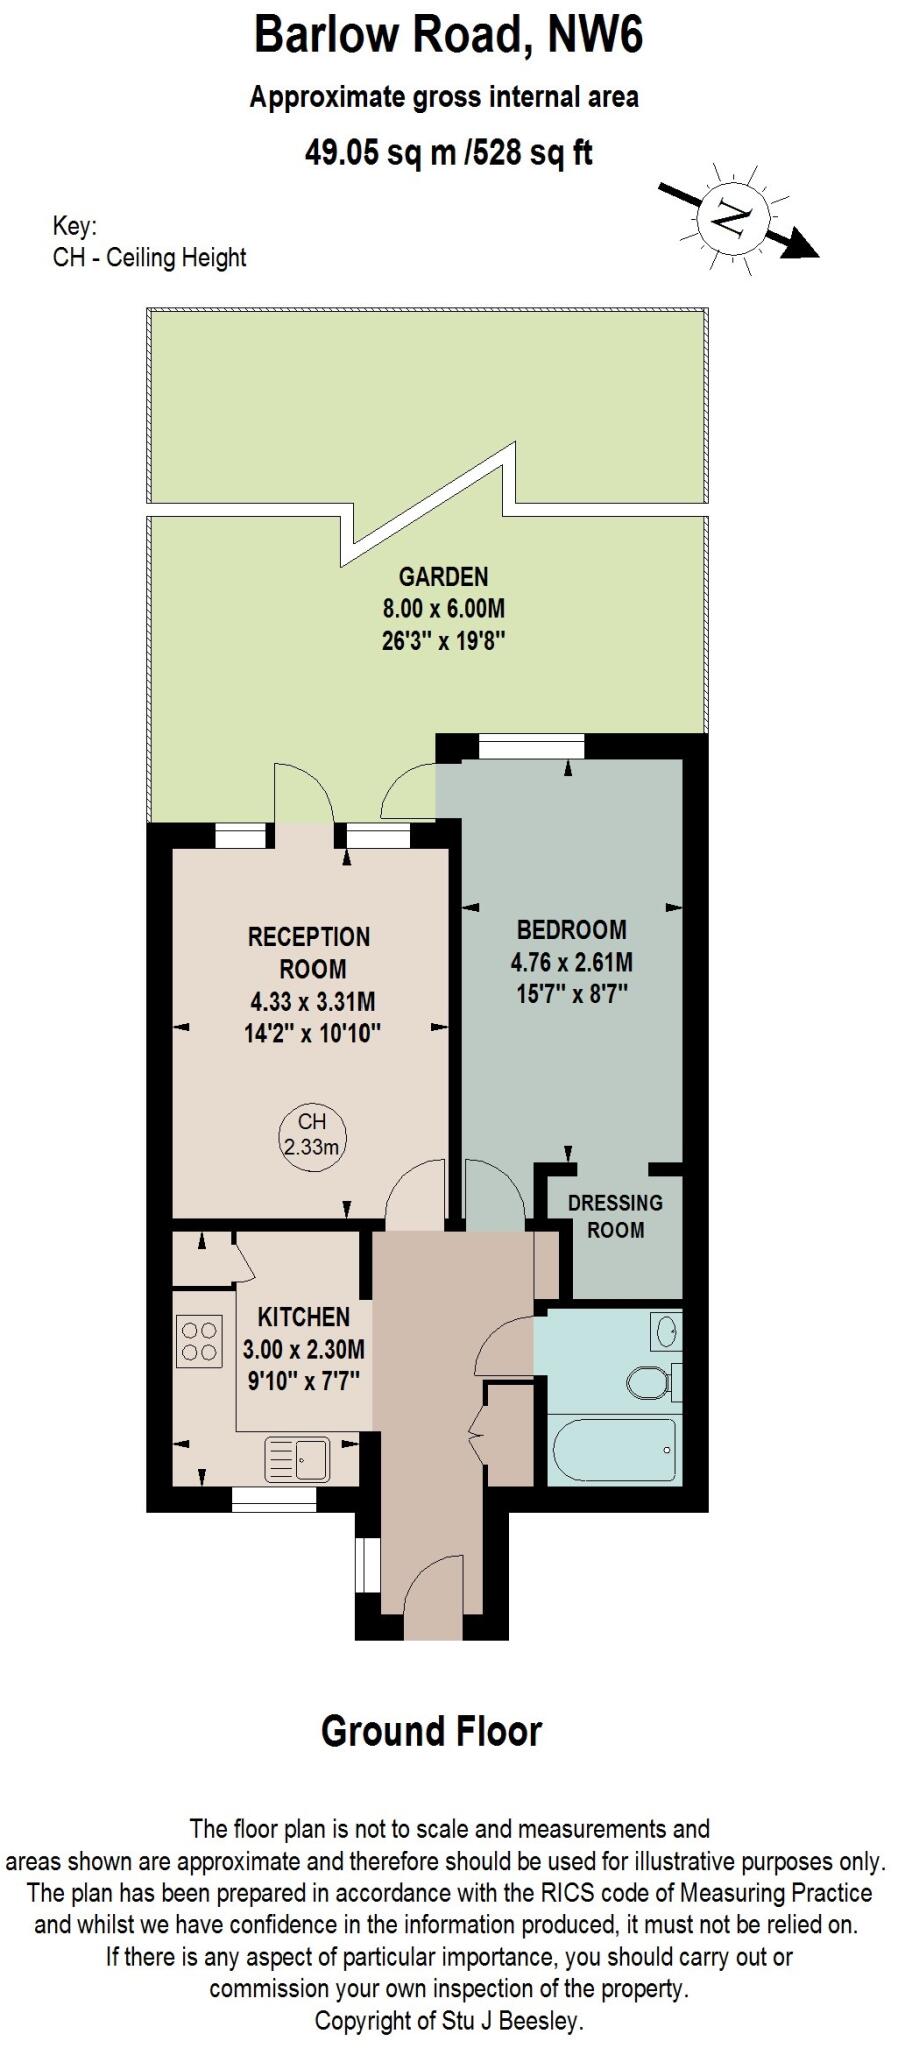 Barlow Road, NW6
Approximate gross internal area
49.05 sq m /528 sq ft
N
Key:
CH - Ceiling Height
GARDEN
8.00 x 6.00M
26'3" x 19'8"
RECEPTION
ROOM
4.33 x 3.31M
14'2" x 10'10"
CH
2.33m
BEDROOM
4.76 x 2.61M
15'7" x 8'7"
DRESSING
ROOM
KITCHEN
3.00 x 2.30M
9'10" x 7'7"
Ground Floor
The floor plan is not to scale and measurements and
areas shown are approximate and therefore should be used for illustrative purposes only.
The plan has been prepared in accordance with the RICS code of Measuring Practice
and whilst we have confidence in the information produced, it must not be relied on.
If there is any aspect of particular importance, you should carry out or
commission your own inspection of the property.
Copyright of Stu J Beesley.